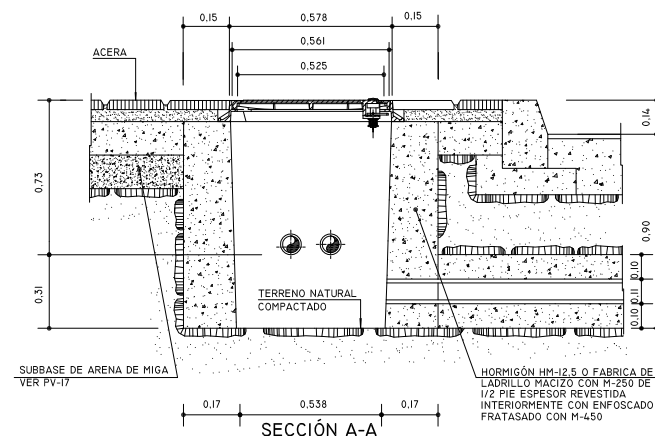 0,15
0,578
0,15
0,561
0,525
ACERA
0,14
0,73
0,90
0,10
0,31
0,11
0,10
TERRENO NATURAL
COMPACTADO
SUBBASE DE ARENA DE MIGA
VER PV-17
HORMIGÓN HM-12,5 O FABRICA DE
LADRILLO MACIZO CON M-250 DE
1/2 PIE ESPESOR REVESTIDA
INTERIORMENTE CON ENFOSCADO
FRATASADO CON M-450
0,17
0,538
0,17
SECCIÓN A-A